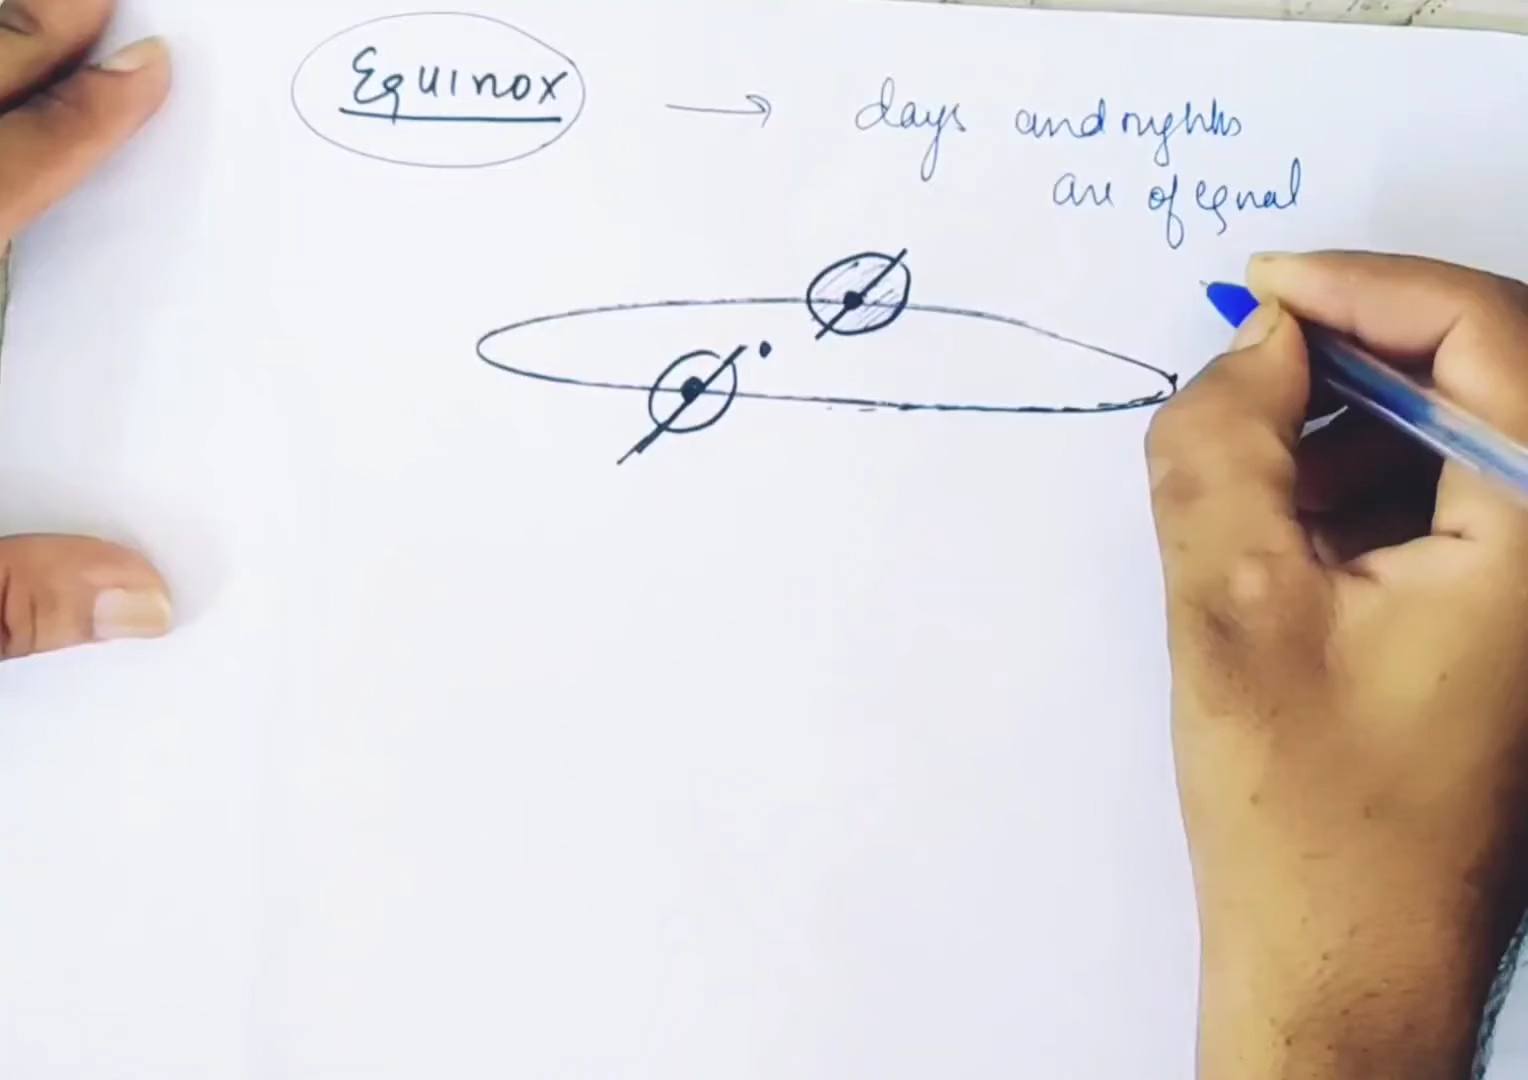 Equinox → days and nights
are of equal